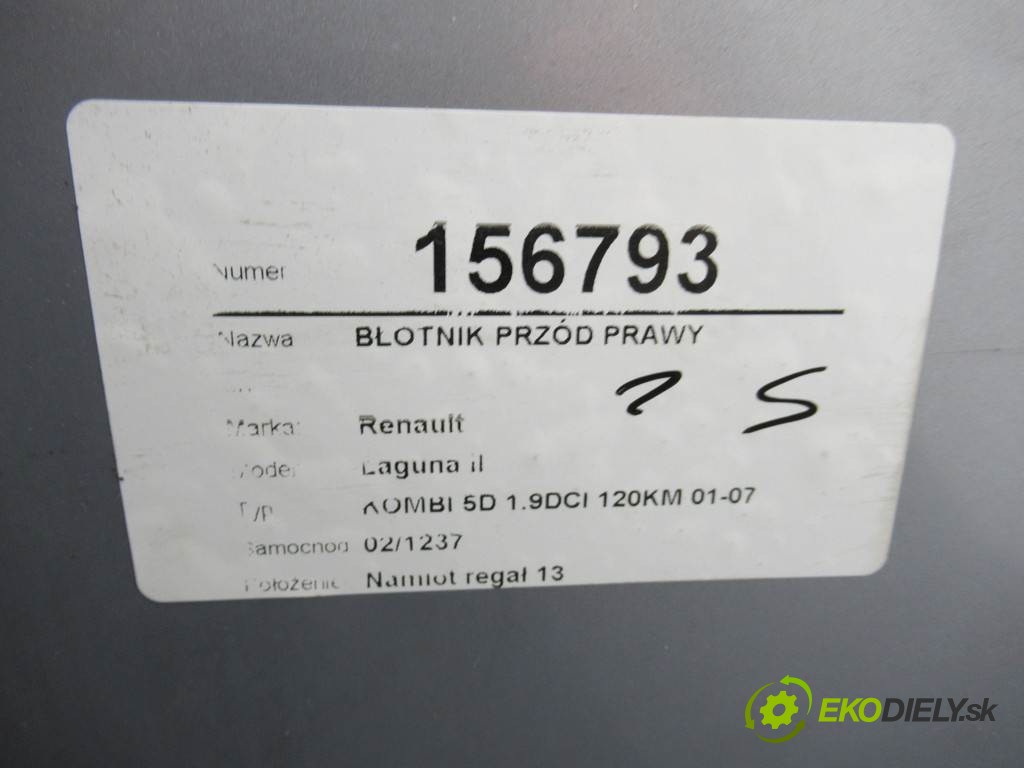 Numer 156793
Nazwa BŁOTNIK PRZÓD PRAWY
Marka: Renault
Model Laguna II
Typ KOMBI 5D 1.9DCI 120KM 01-07
Samochód 02/1237
Położenie Namiot regał 13
EKODIELY.sk